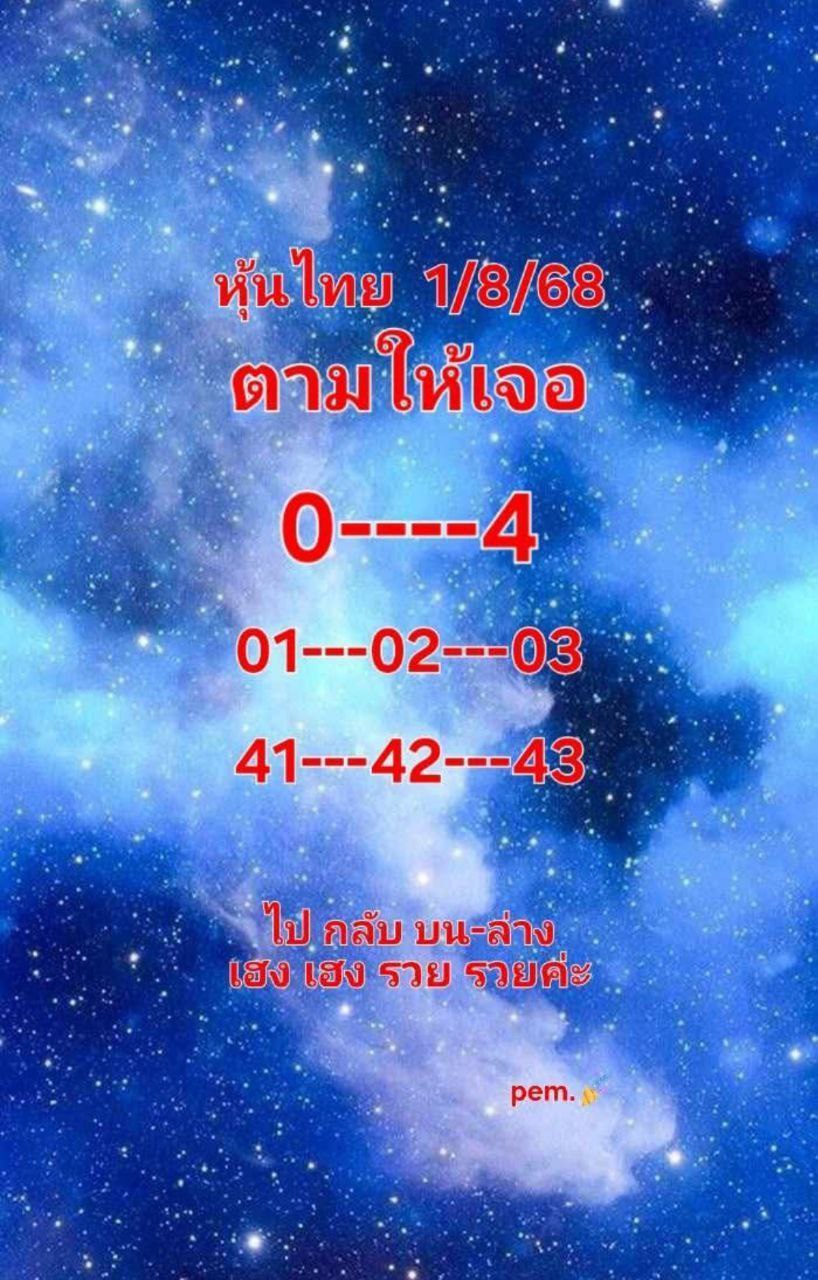 หุ้นไทย 1/8/68
ตามให้เจอ
0----4
01---02---03
41---42---43
ไป กลับ บน-ล่าง
เฮง เฮง รวย รวยค่ะ
pem.